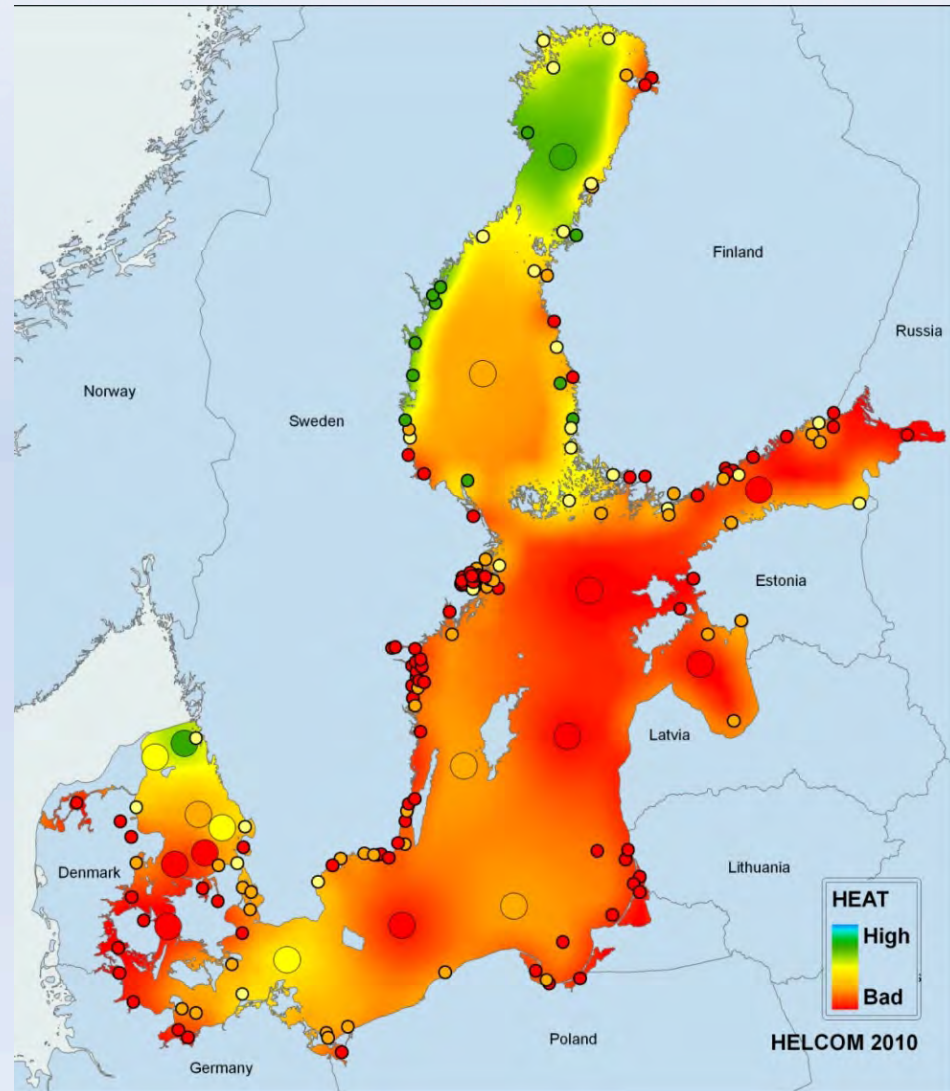 Finland
Russia
Norway
Sweden
Estonia
Latvia
Denmark
Lithuania
HEAT
High
Bad
HELCOM 2010
Poland
Germany